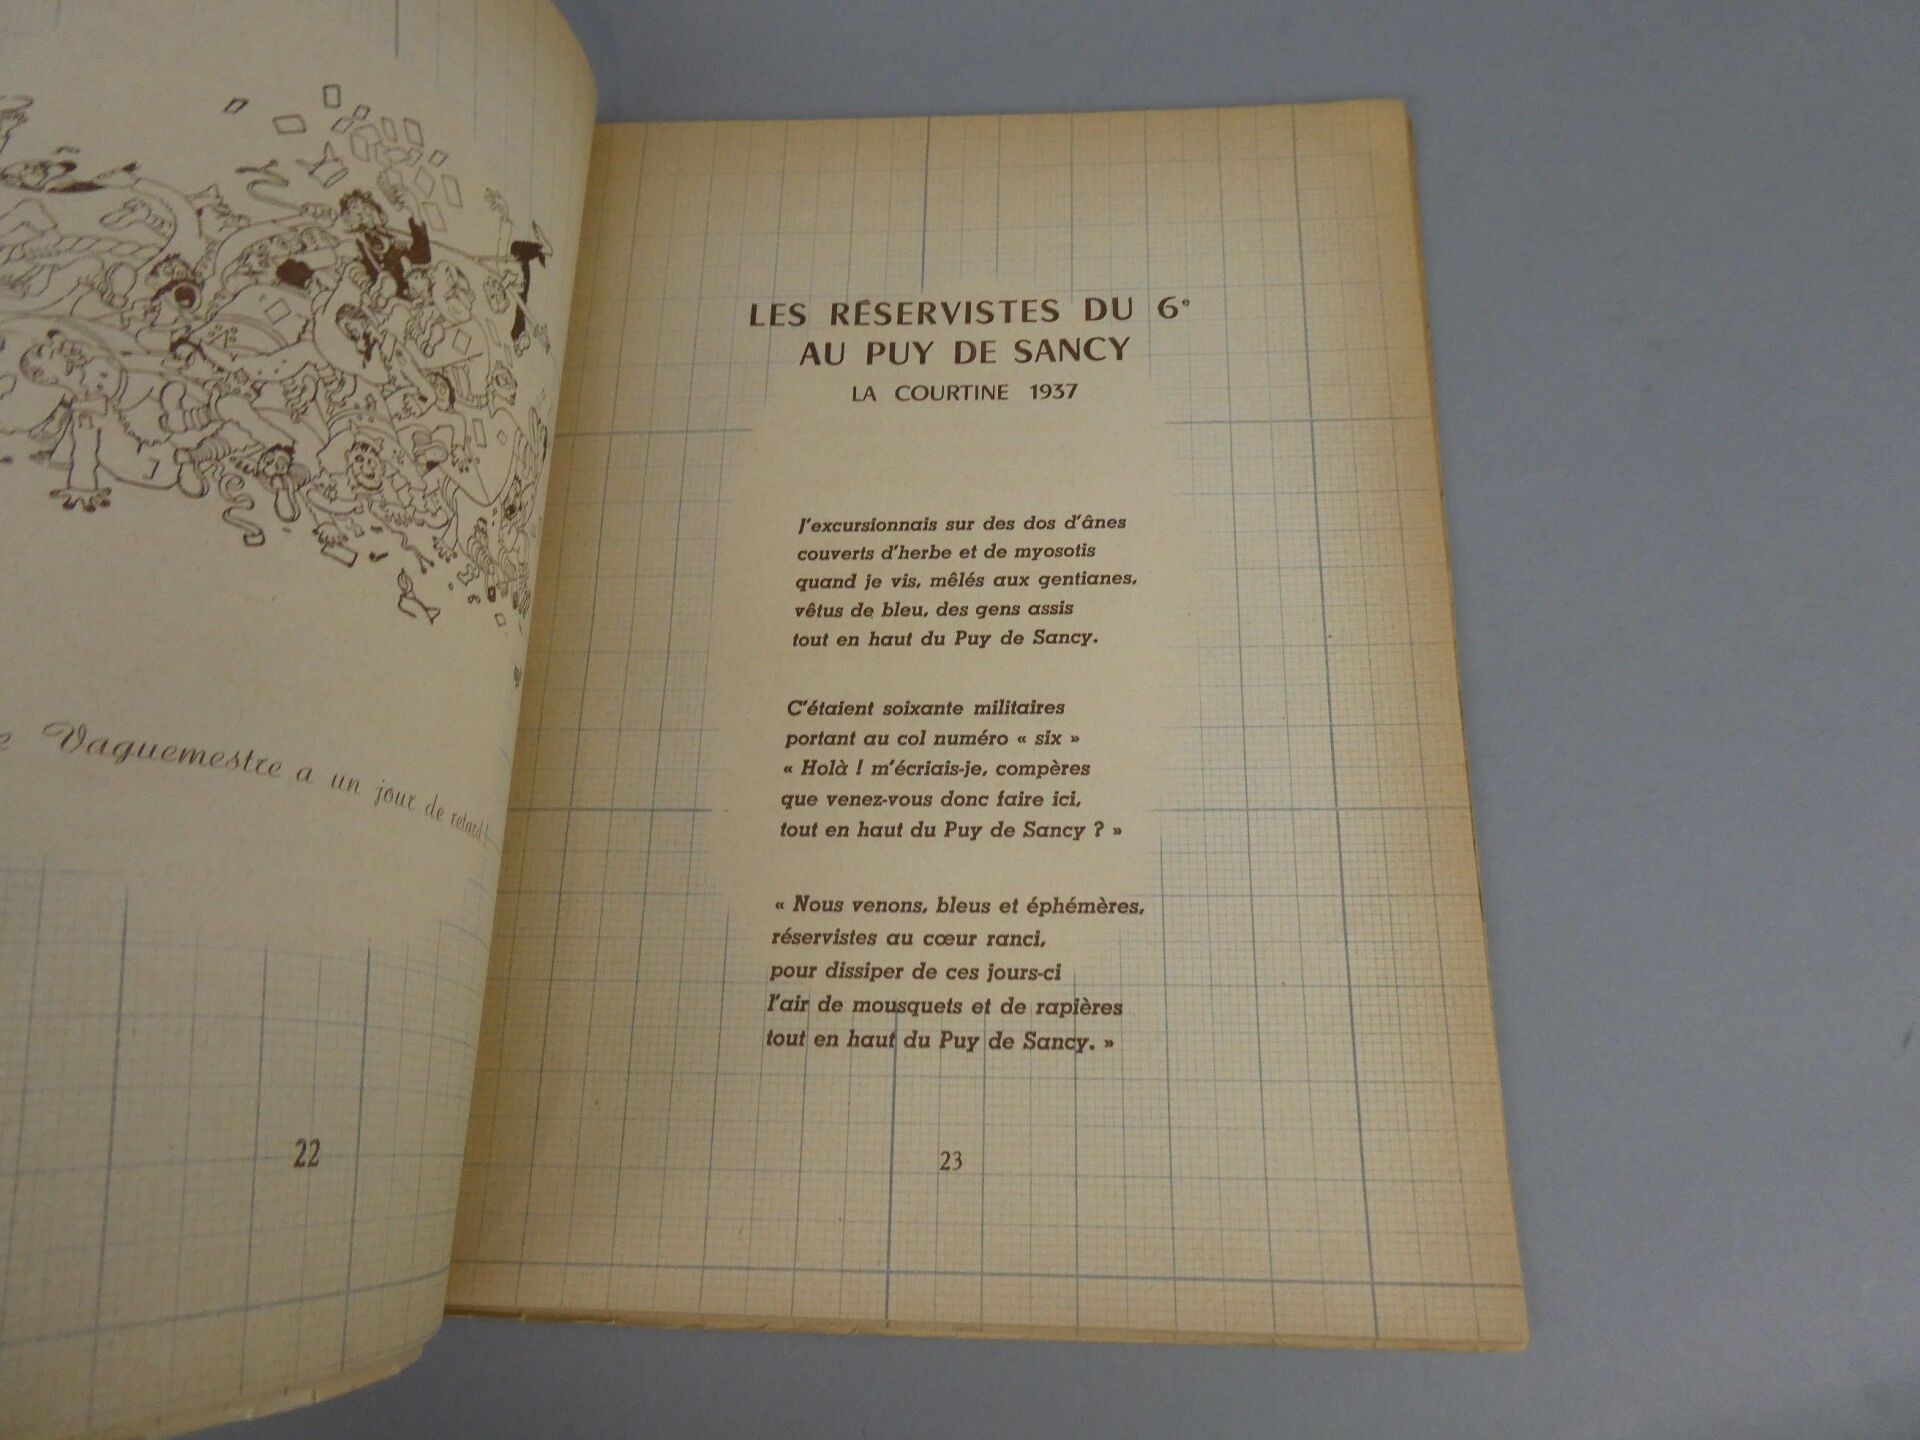 Vaguemestre a un jour de retard!
22
LES RÉSERVISTES DU 6e
AU PUY DE SANCY
LA COURTINE 1937
J'excursionnais sur des dos d'ânes
couverts d'herbe et de myosotis
quand je vis, mêlés aux gentianes,
vêtus de bleu, des gens assis
tout en haut du Puy de Sancy.
C'étaient soixante militaires
portant au col numéro « six »
« Holà ! m'écriais-je, compères
que venez-vous donc faire ici,
tout en haut du Puy de Sancy ? »
« Nous venons, bleus et éphémères,
réservistes au cœur ranci,
pour dissiper de ces jours-ci
l'air de mousquets et de rapières
tout en haut du Puy de Sancy. »
23